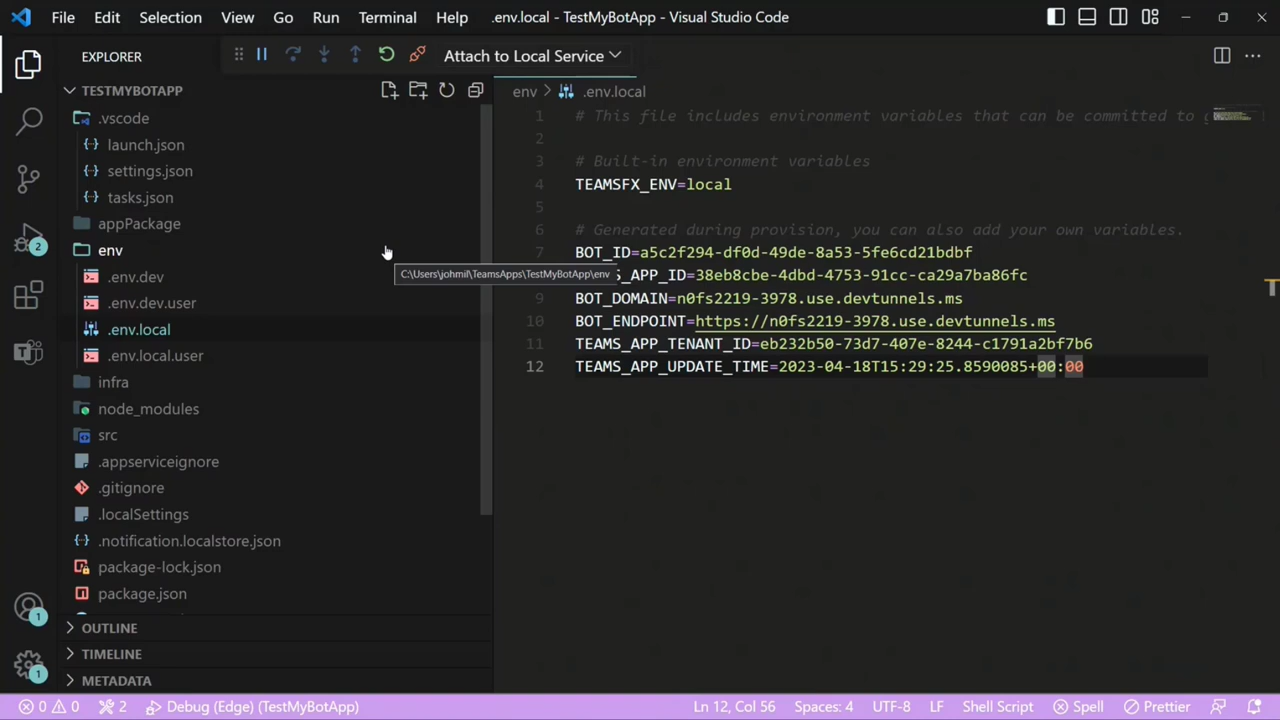 File Edit Selection View Go Run Terminal Help .env.local - TestMyBotApp - Visual Studio Code
EXPLORER
Attach to Local Service
TESTMYBOTAPP
.vscode
launch.json
settings.json
tasks.json
appPackage
env
.env.dev
.env.dev.user
.env.local
.env.local.user
infra
node_modules
src
.appserviceignore
.gitignore
.localSettings
.notification.localstore.json
package-lock.json
package.json
OUTLINE
TIMELINE
METADATA
C:\Users\johmil\TeamsApps\TestMyBotApp\env
env > .env.local
1 # This file includes environment variables that can be committed to g
2
3 # Built-in environment variables
4 TEAMSFX_ENV=local
5
6 # Generated during provision, you can also add your own variables.
7 BOT_ID=a5c2f294-df0d-49de-8a53-5fe6cd21bdbf
S_APP_ID=38eb8cbe-4dbd-4753-91cc-ca29a7ba86fc
9 BOT_DOMAIN=n0fs2219-3978.use.devtunnels.ms
10 BOT_ENDPOINT=https://n0fs2219-3978.use.devtunnels.ms
11 TEAMS_APP_TENANT_ID=eb232b50-73d7-407e-8244-c1791a2bf7b6
12 TEAMS_APP_UPDATE_TIME=2023-04-18T15:29:25.8590085+00:00
2
1
1
0 0 2 Debug (Edge) (TestMyBotApp) Ln 12, Col 56 Spaces: 4 UTF-8 LF Shell Script Spell Prettier